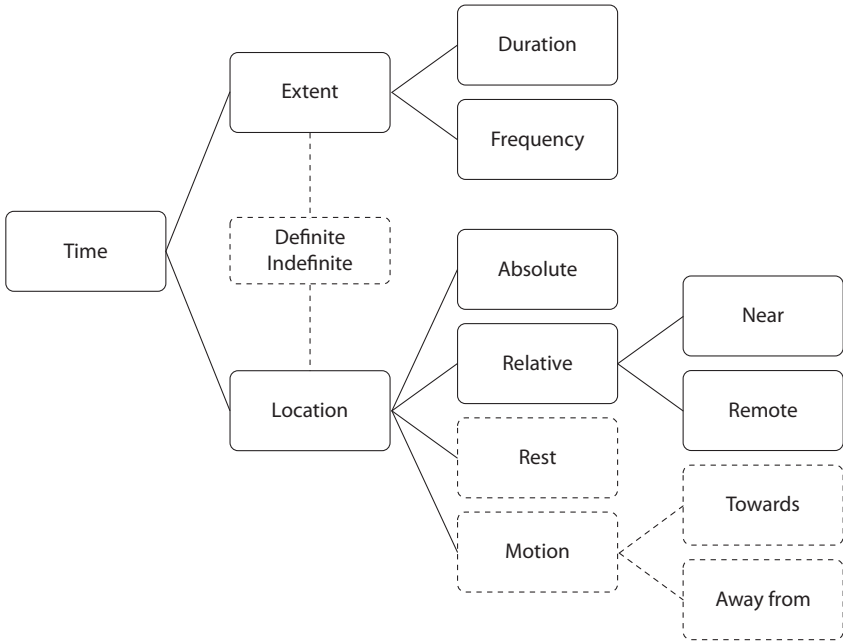 Duration
Extent
Frequency
Definite
Indefinite
Time
Absolute
Near
Relative
Location
Remote
Rest
Towards
Motion
Away from